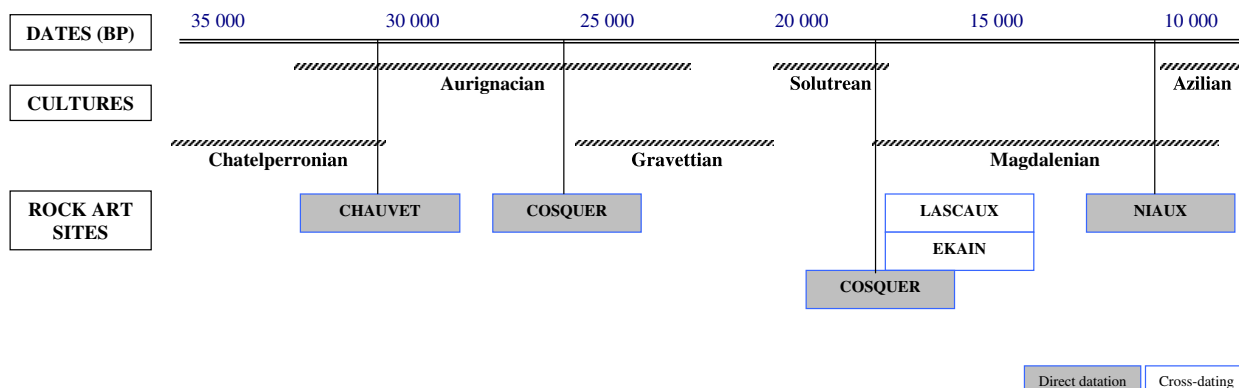 DATES (BP)
35 000 30 000 25 000 20 000 15 000 10 000
CULTURES
Aurignacian Solutrean Azilian
Chatelperronian Gravettian Magdalenian
ROCK ART
SITES
CHAUVET COSQUER LASCAUX NIAUX
EKAIN
COSQUER
Direct datation Cross-dating